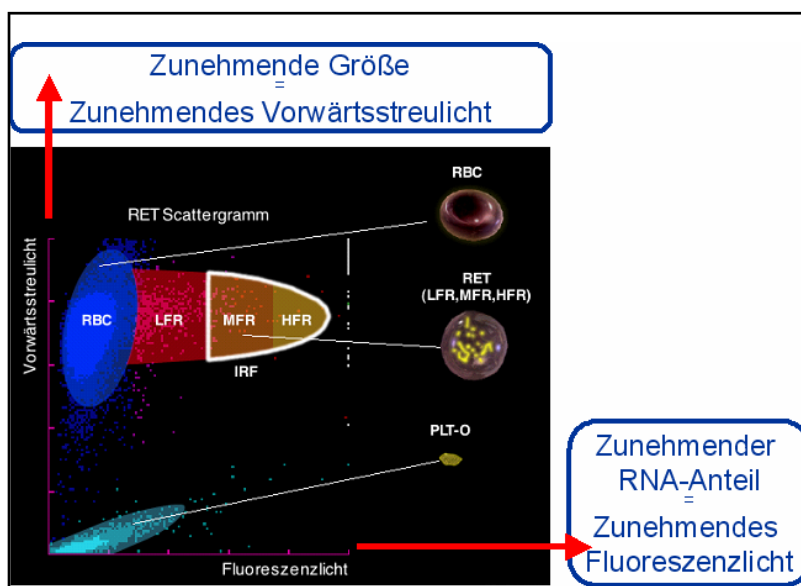 Zunehmende Größe
=
Zunehmendes Vorwärtsstreulicht
RBC
RET Scattergramm
Vorwärtsstreulicht
RET
(LFR,MFR,HFR)
RBC
LFR
MFR
HFR
IRF
PLT-O
Fluoreszenzlicht
Zunehmender
RNA-Anteil
=
Zunehmendes
Fluoreszenzlicht